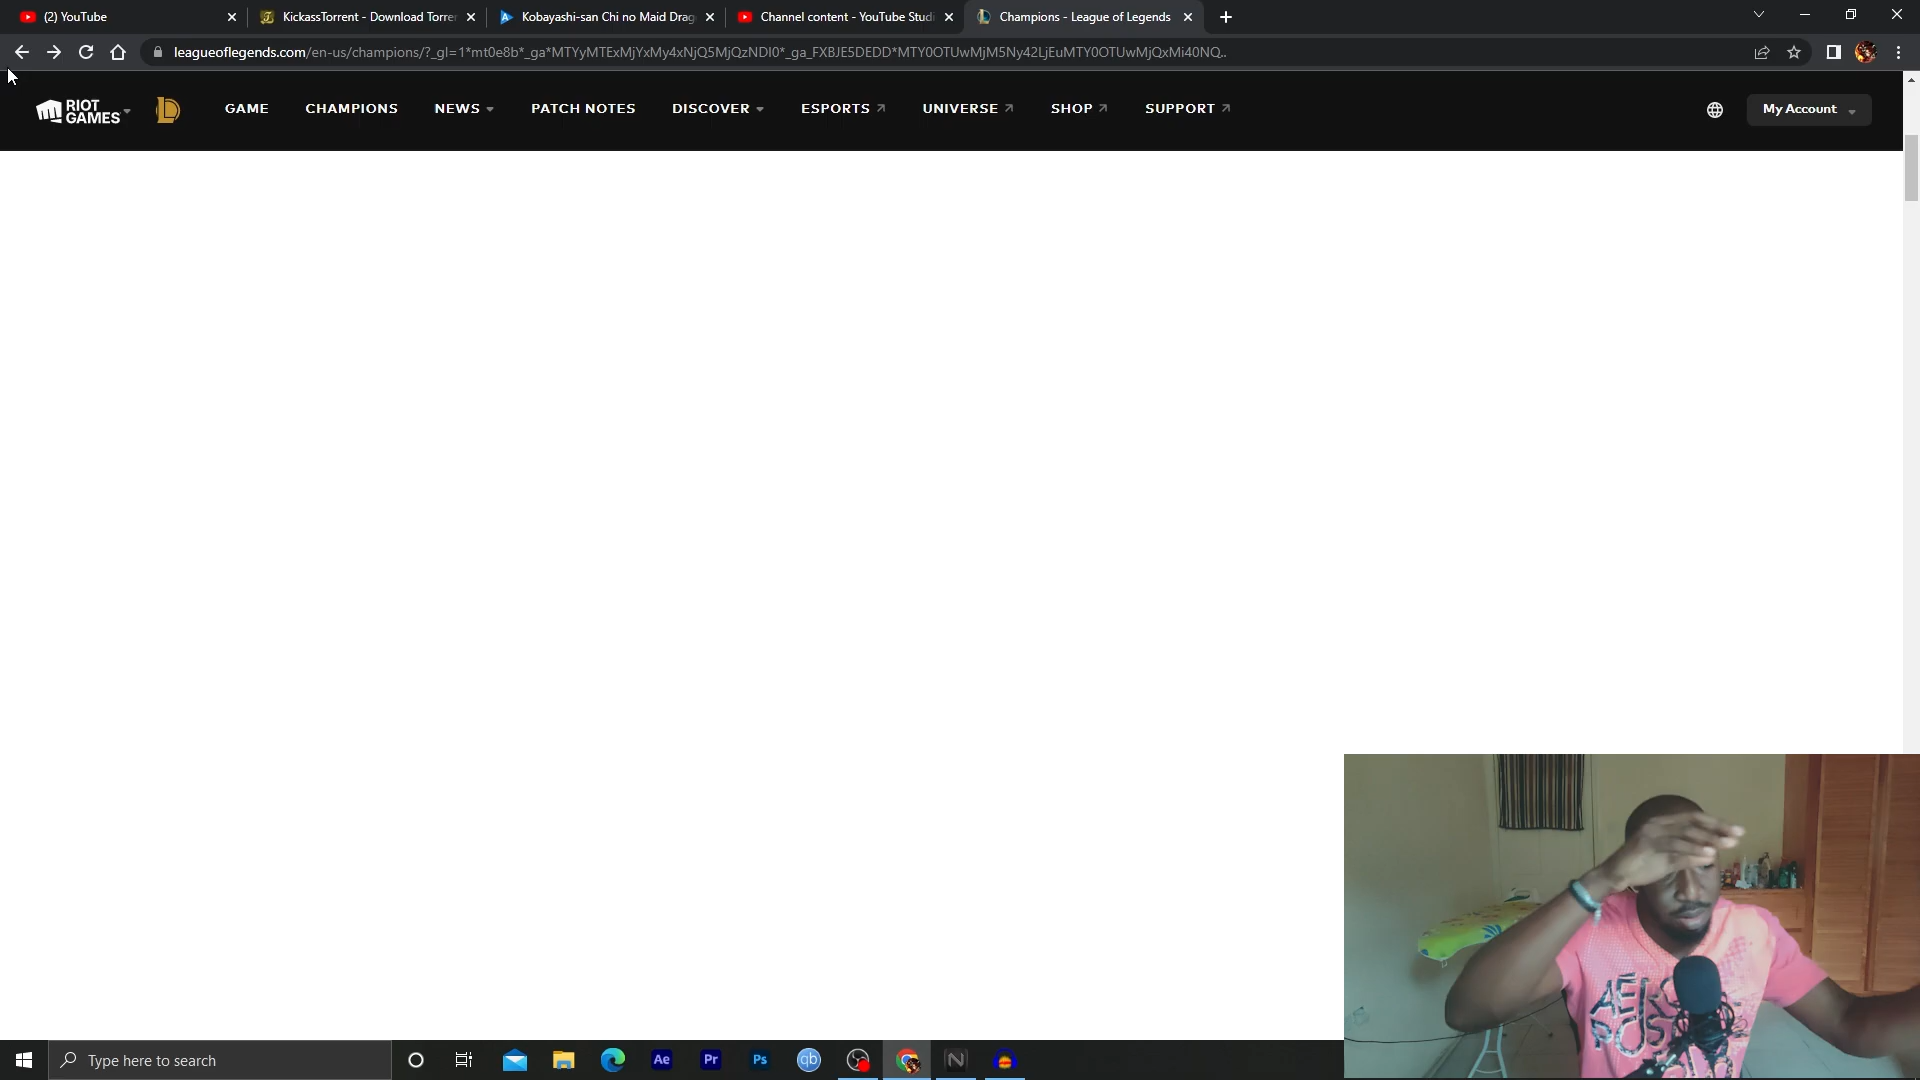 (2) YouTube
KickassTorrent - Download Torrer
Kobayashi-san Chi no Maid Drag
Channel content - YouTube Studi
Champions - League of Legends
leagueoflegends.com/en-us/champions/?_gl=1*mt0e8b*_ga*MTYyMTExMjYxMy4xNjQ5MjQzNDI0*_ga_FXBJE5DEDD*MTY0OTUwMjM5Ny42LjEuMTY0OTUwMjQxMi40NQ..
RIOT GAMES
GAME
CHAMPIONS
NEWS
PATCH NOTES
DISCOVER
ESPORTS
UNIVERSE
SHOP
SUPPORT
My Account
Type here to search
Ae
Pr
Ps
qb
N